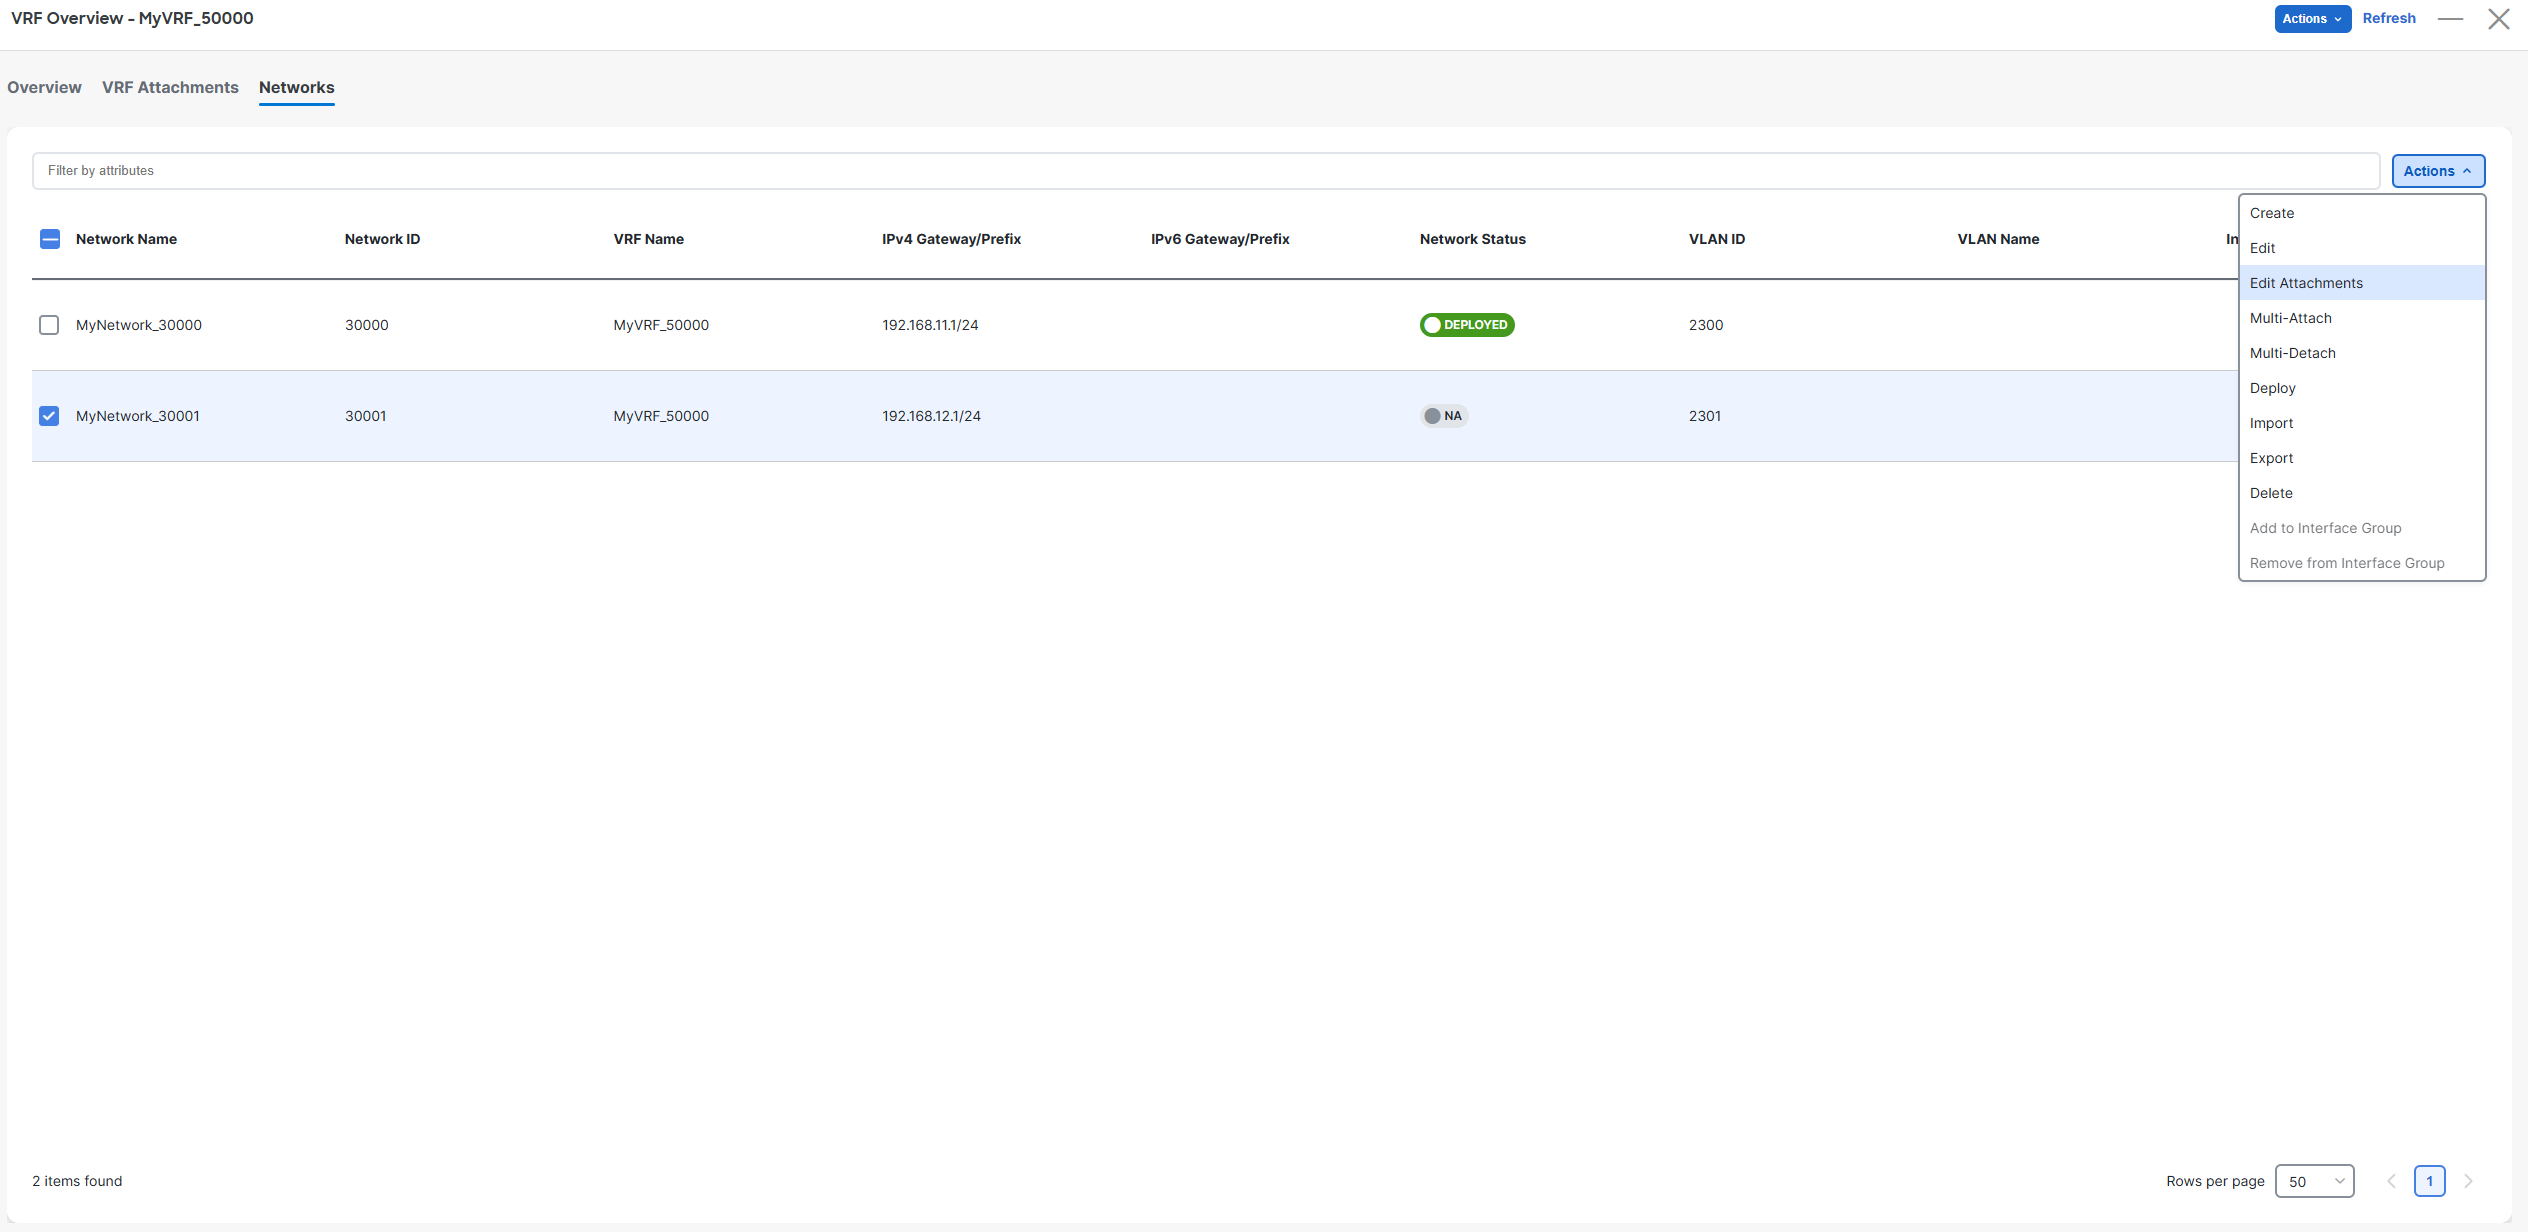 VRF Overview - MyVRF_50000
Actions
Refresh
Overview VRF Attachments Networks
Filter by attributes
Actions
Network Name Network ID VRF Name IPv4 Gateway/Prefix IPv6 Gateway/Prefix Network Status VLAN ID VLAN Name In
MyNetwork_30000 30000 MyVRF_50000 192.168.11.1/24 DEPLOYED 2300
MyNetwork_30001 30001 MyVRF_50000 192.168.12.1/24 NA 2301
Create
Edit
Edit Attachments
Multi-Attach
Multi-Detach
Deploy
Import
Export
Delete
Add to Interface Group
Remove from Interface Group
2 items found
Rows per page 50 1